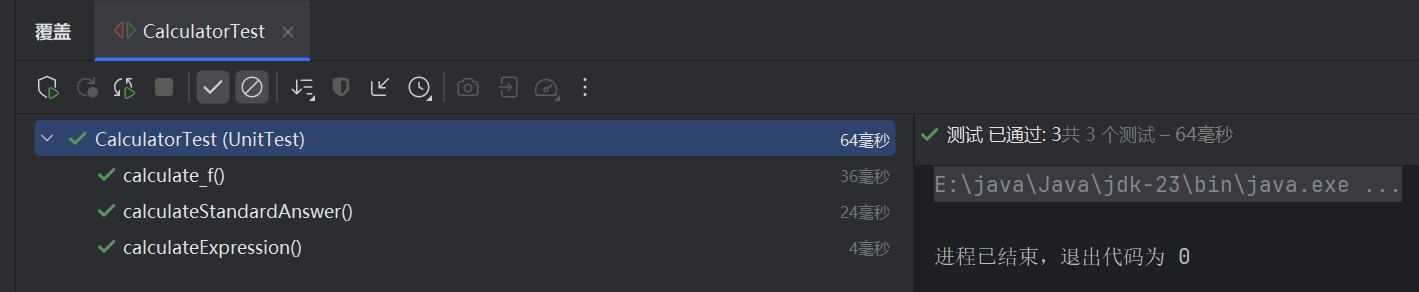 覆盖 CalculatorTest
CalculatorTest (UnitTest) 64毫秒
calculate_f() 36毫秒
calculateStandardAnswer() 24毫秒
calculateExpression() 4毫秒
测试 已通过: 3共 3 个测试 – 64毫秒
E:\java\Java\jdk-23\bin\java.exe ...
进程已结束，退出代码为 0